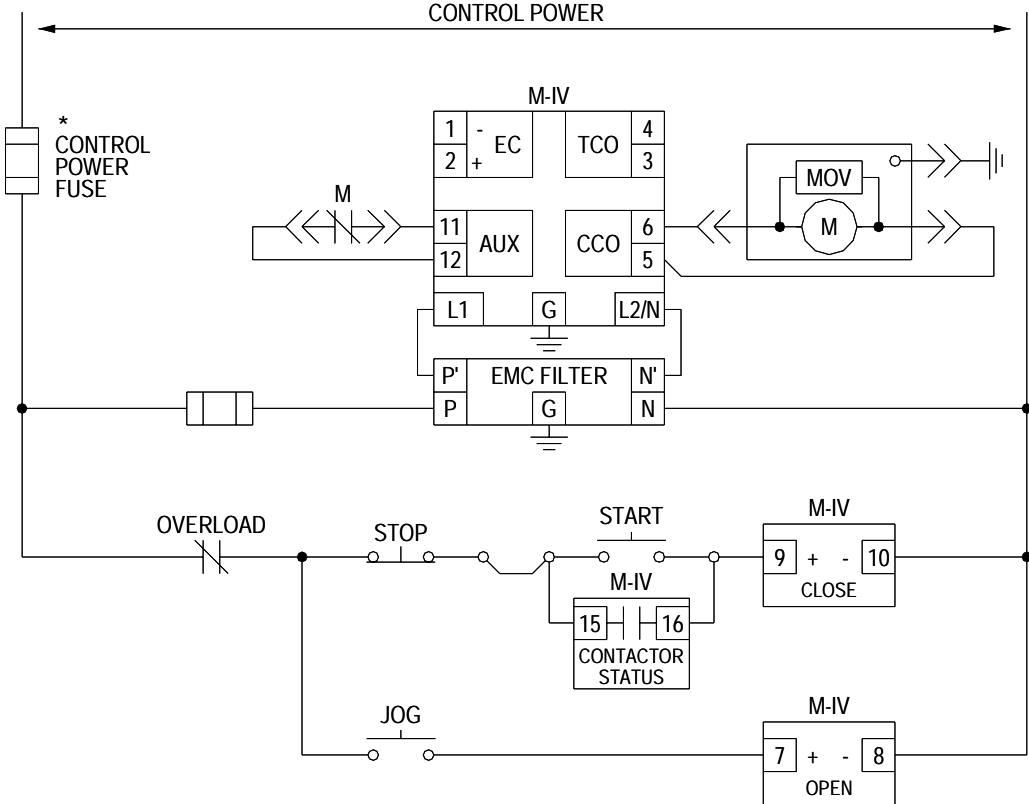 CONTROL POWER
*
CONTROL
POWER
FUSE
M-IV
1 - EC TCO 4
2 + 3
MOV
M
M
11 AUX CCO 6
12 5
L1 G L2/N
P' EMC FILTER N'
P G N
OVERLOAD
STOP
START
M-IV
9 + - 10
CLOSE
M-IV
15 16
CONTACTOR
STATUS
JOG
M-IV
7 + - 8
OPEN